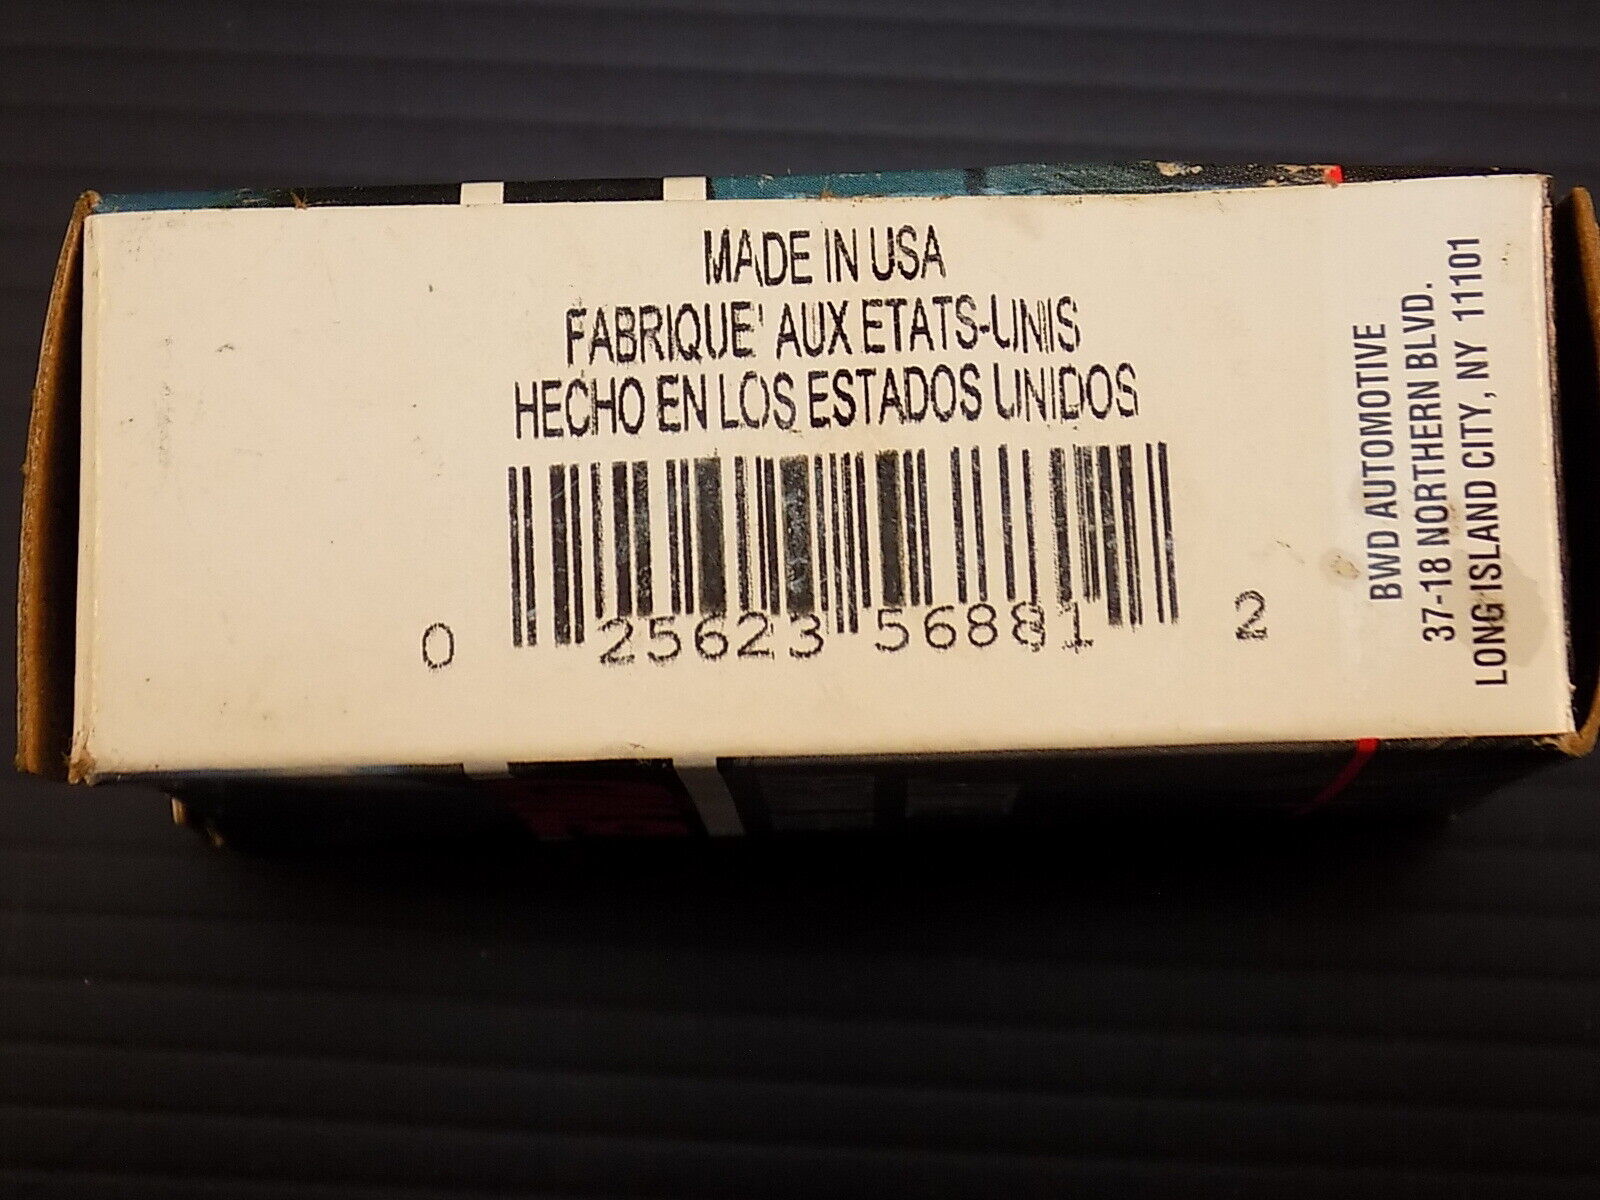 MADE IN USA
FABRIQUE' AUX ETATS-UNIS
HECHO EN LOS ESTADOS UNIDOS
0 25623 56881 2
BWD AUTOMOTIVE
37-18 NORTHERN BLVD.
LONG ISLAND CITY, NY 11101